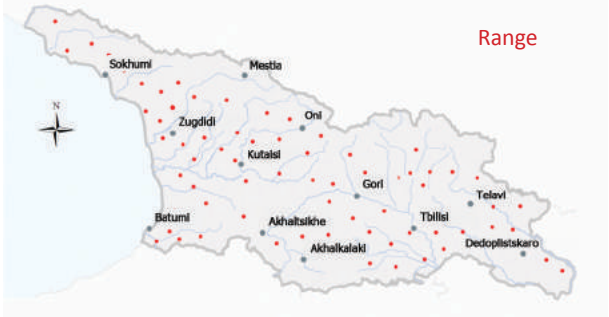 Range
Sokhumi
Mestia
N
Zugdidi
Oni
Kutaisi
Gori
Telavi
Batumi
Akhaltsikhe
Tbilisi
Akhalkalaki
Dedoplistskaro